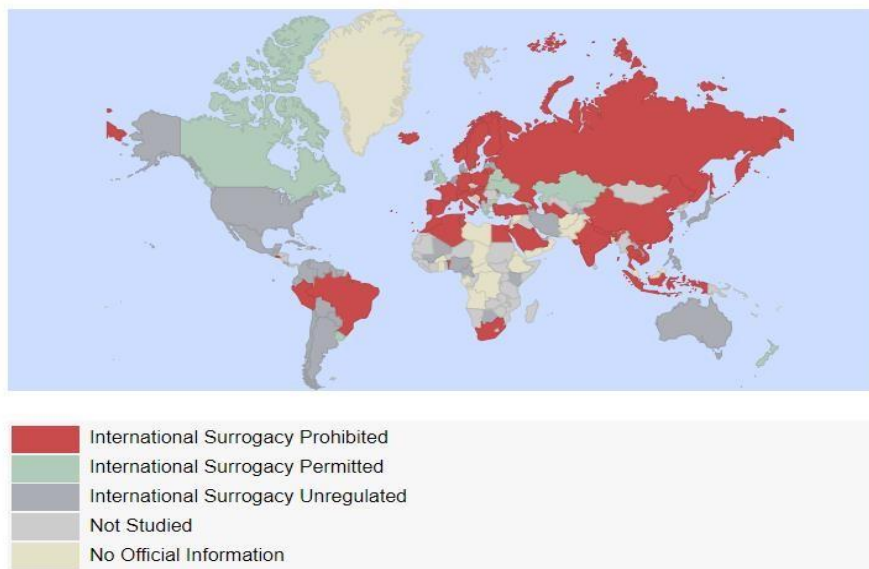 International Surrogacy Prohibited
International Surrogacy Permitted
International Surrogacy Unregulated
Not Studied
No Official Information